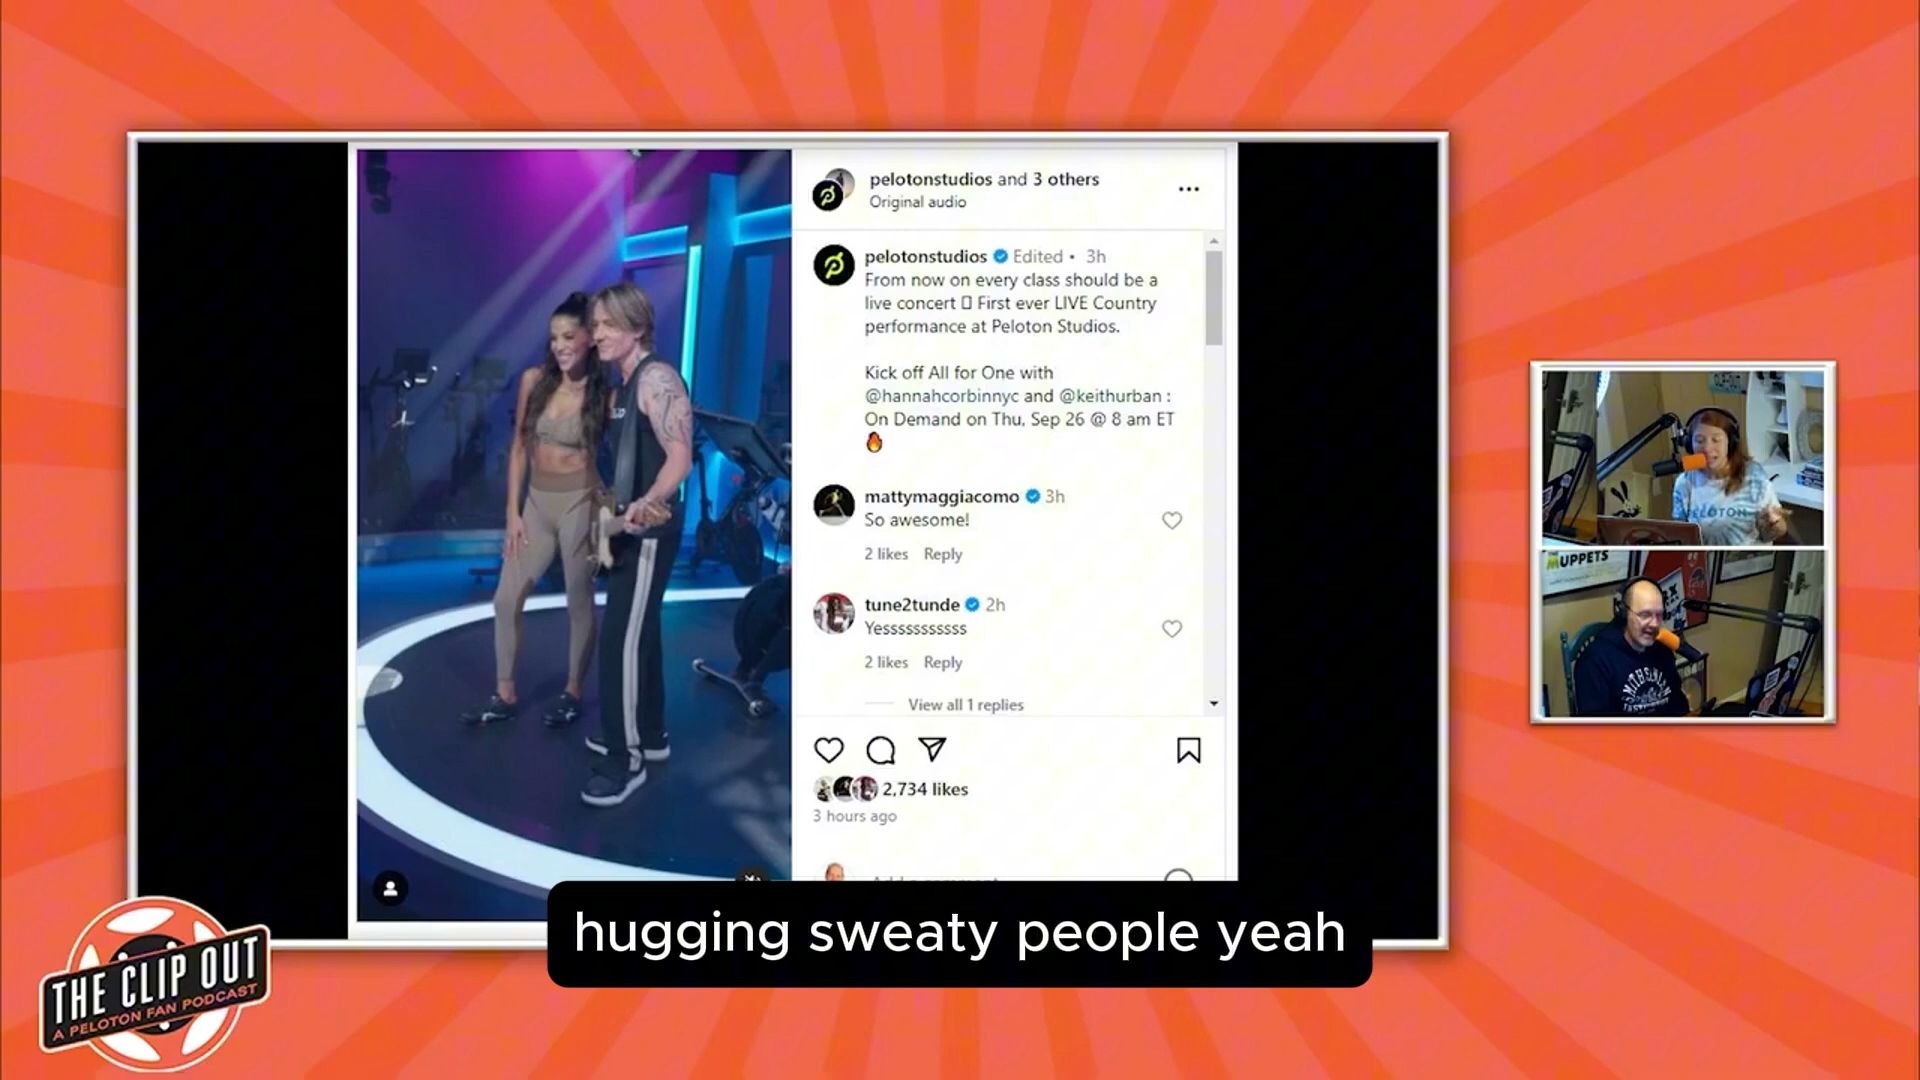 pelotonstudios and 3 others
Original audio
pelotonstudios Edited • 3h
From now on every class should be a
live concert First ever LIVE Country
performance at Peloton Studios.
Kick off All for One with
@hannahcorbinnyc and @keithurban :
On Demand on Thu, Sep 26 @ 8 am ET
🔥
mattymaggiacomo 3h
So awesome!
2 likes Reply
tune2tunde 2h
Yesssssssssss
2 likes Reply
View all 1 replies
2,734 likes
3 hours ago
MUPPETS
PELOTON
hugging sweaty people yeah
THE CLIP OUT
A PELOTON FAN PODCAST